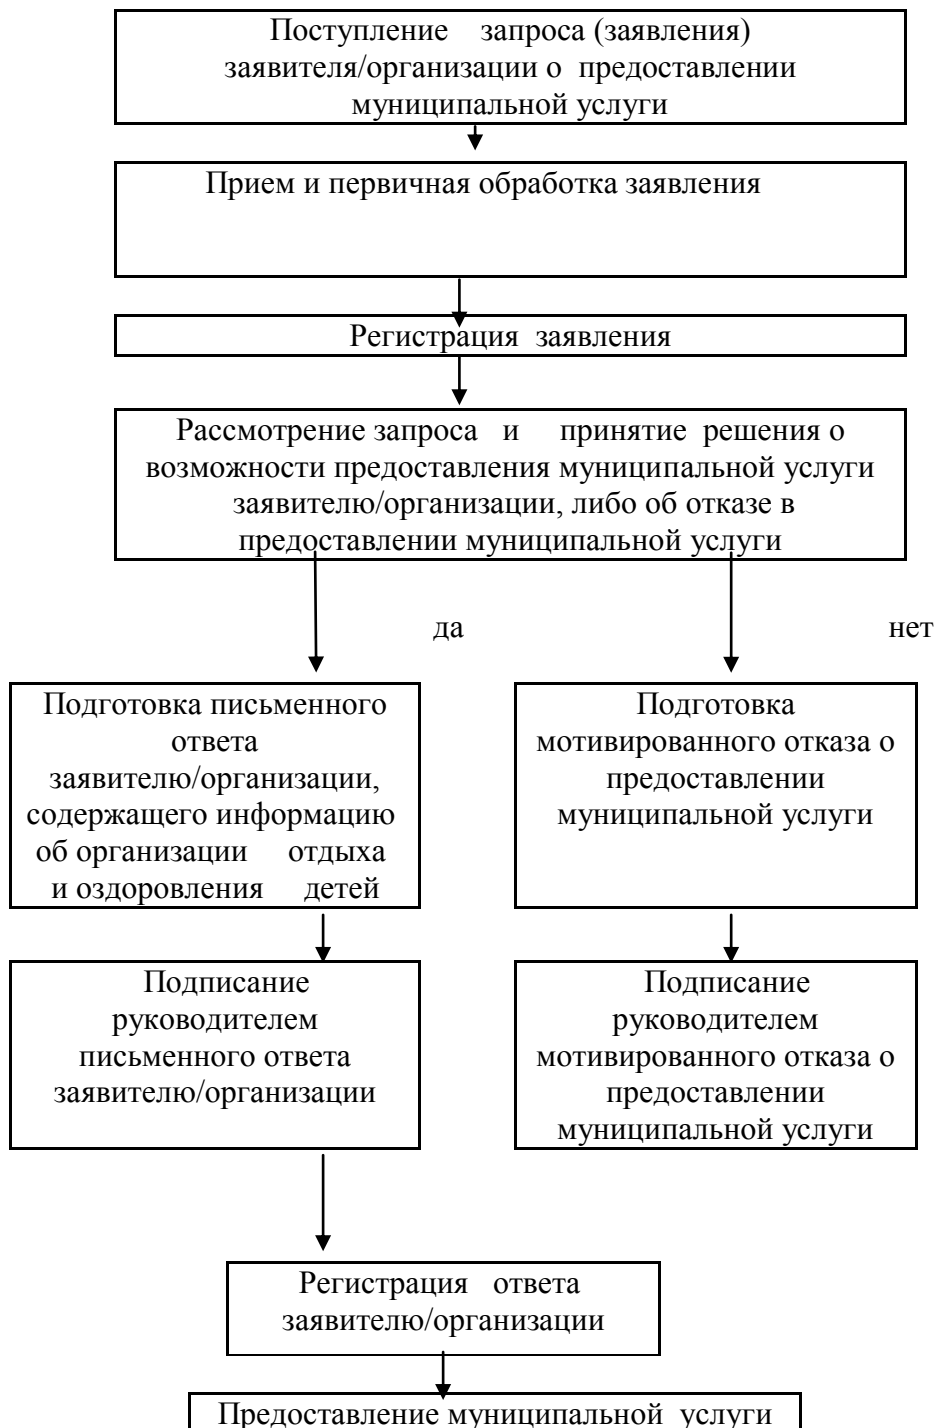 Поступление запроса (заявления)
заявителя/организации о предоставлении
муниципальной услуги
Прием и первичная обработка заявления
Регистрация заявления
Рассмотрение запроса и принятие решения о
возможности предоставления муниципальной услуги
заявителю/организации, либо об отказе в
предоставлении муниципальной услуги
да
нет
Подготовка письменного
ответа
заявителю/организации,
содержащего информацию
об организации отдыха
и оздоровления детей
Подготовка
мотивированного отказа о
предоставлении
муниципальной услуги
Подписание
руководителем
письменного ответа
заявителю/организации
Подписание
руководителем
мотивированного отказа о
предоставлении
муниципальной услуги
Регистрация ответа
заявителю/организации
Предоставление муниципальной услуги